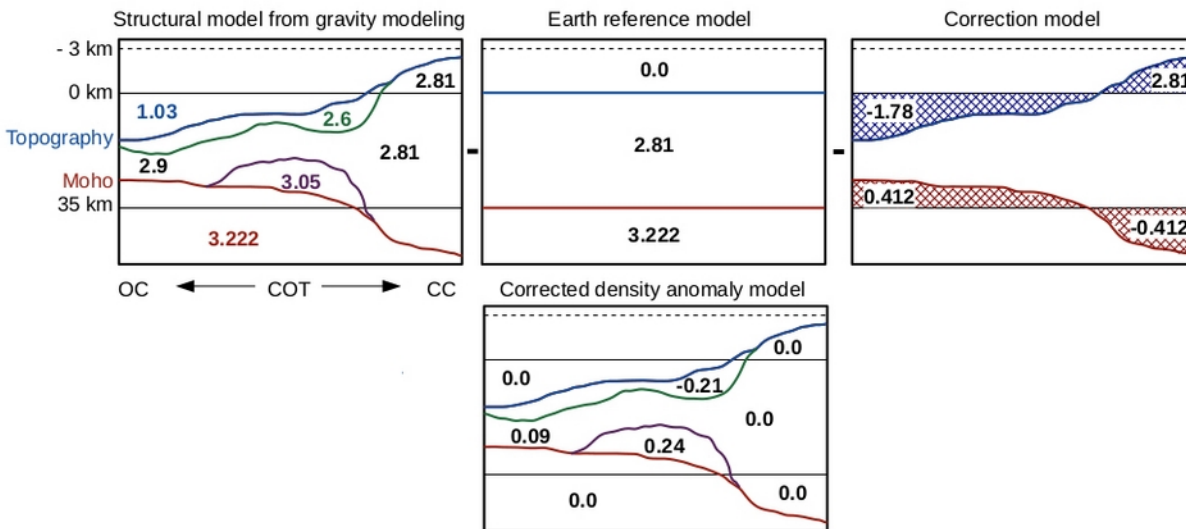 Structural model from gravity modeling
Earth reference model
Correction model
- 3 km
0 km
Topography
Moho
35 km
1.03
2.6
2.81
2.81
2.9
3.05
3.222
OC
COT
CC
-
0.0
2.81
3.222
-
2.81
-1.78
0.412
-0.412
Corrected density anomaly model
0.0
0.0
-0.21
0.0
0.09
0.24
0.0
0.0